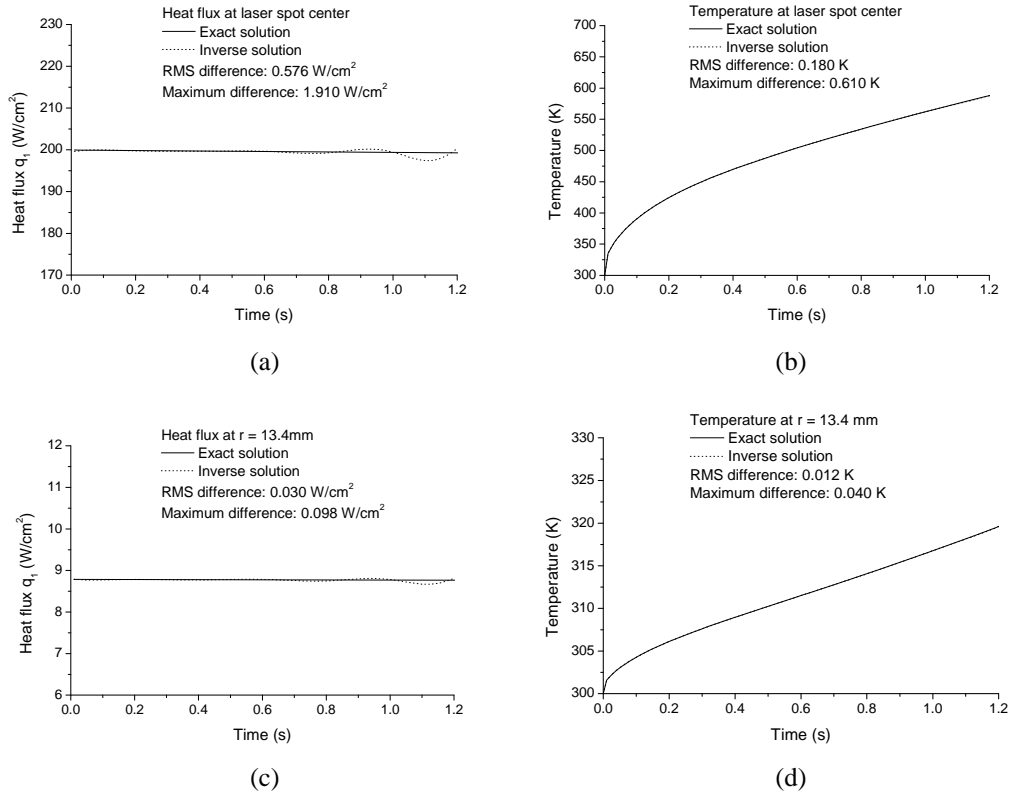 Heat flux at laser spot center
Exact solution
Inverse solution
RMS difference: 0.576 W/cm²
Maximum difference: 1.910 W/cm²
230
220
210
200
190
180
170
Heat flux q₁ (W/cm²)
0.0 0.2 0.4 0.6 0.8 1.0 1.2
Time (s)
(a)
Temperature at laser spot center
Exact solution
Inverse solution
RMS difference: 0.180 K
Maximum difference: 0.610 K
700
650
600
550
500
450
400
350
300
Temperature (K)
0.0 0.2 0.4 0.6 0.8 1.0 1.2
Time (s)
(b)
Heat flux at r = 13.4mm
Exact solution
Inverse solution
RMS difference: 0.030 W/cm²
Maximum difference: 0.098 W/cm²
12
11
10
9
8
7
6
Heat flux q₁ (W/cm²)
0.0 0.2 0.4 0.6 0.8 1.0 1.2
Time (s)
(c)
Temperature at r = 13.4 mm
Exact solution
Inverse solution
RMS difference: 0.012 K
Maximum difference: 0.040 K
330
325
320
315
310
305
300
Temperature (K)
0.0 0.2 0.4 0.6 0.8 1.0 1.2
Time (s)
(d)